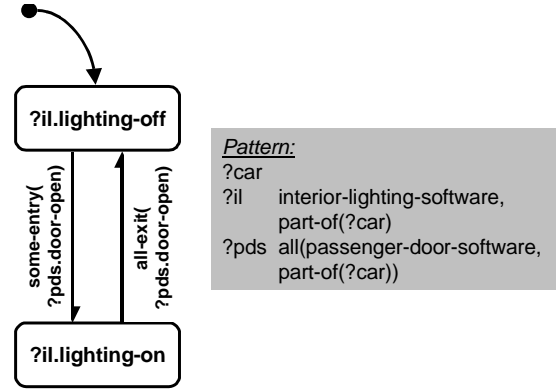 ?il.lighting-off
some-entry(
?pds.door-open)
all-exit(
?pds.door-open)
?il.lighting-on
Pattern:
?car
?il interior-lighting-software,
part-of(?car)
?pds all(passenger-door-software,
part-of(?car))